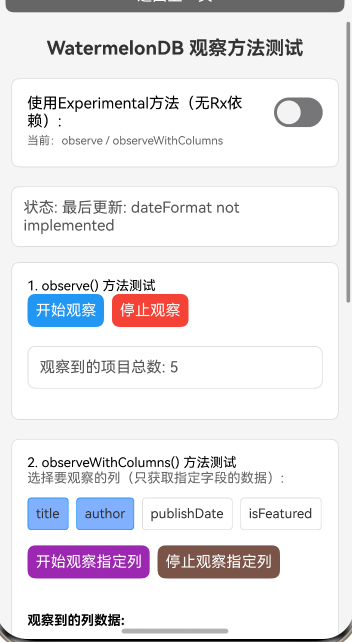 WatermelonDB 观察方法测试
使用Experimental方法（无Rx依
赖）:
当前：observe / observeWithColumns
状态: 最后更新: dateFormat not
implemented
1. observe() 方法测试
开始观察 停止观察
观察到的项目总数: 5
2. observeWithColumns() 方法测试
选择要观察的列（只获取指定字段的数据）:
title author publishDate isFeatured
开始观察指定列 停止观察指定列
观察到的列数据: